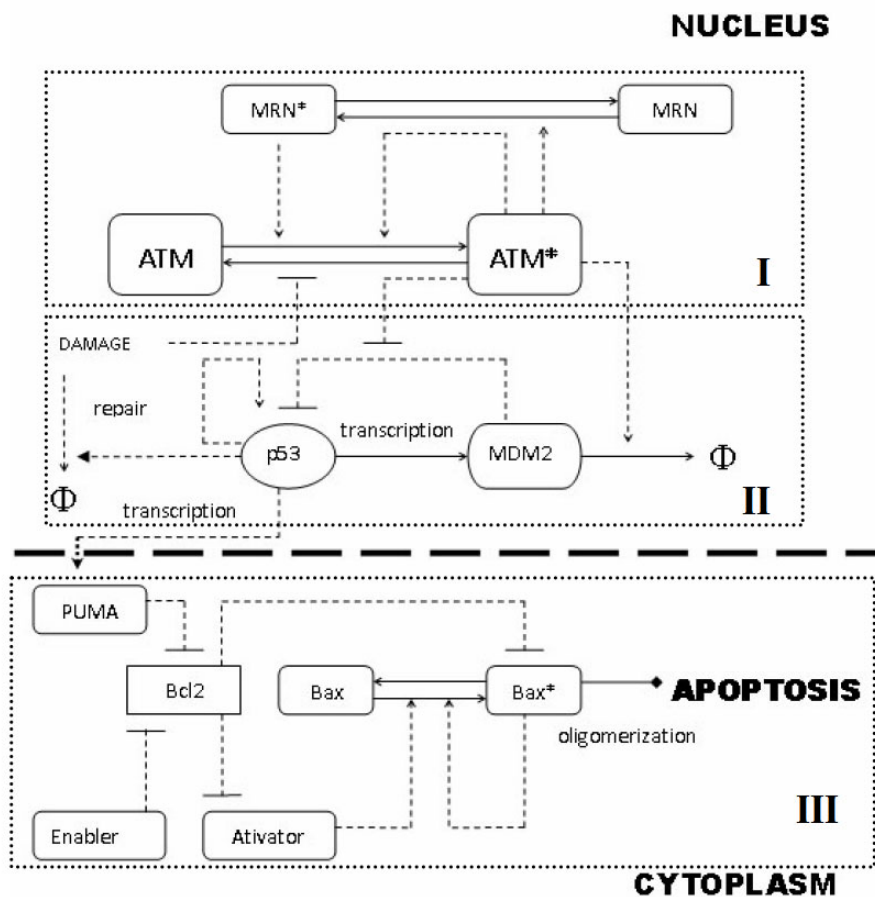 NUCLEUS
MRN*
MRN
ATM
ATM*
I
DAMAGE
repair
p53
transcription
MDM2
Φ
Φ
II
transcription
PUMA
Bcl2
Bax
Bax*
APOPTOSIS
oligomerization
Enabler
Ativator
III
CYTOPLASM